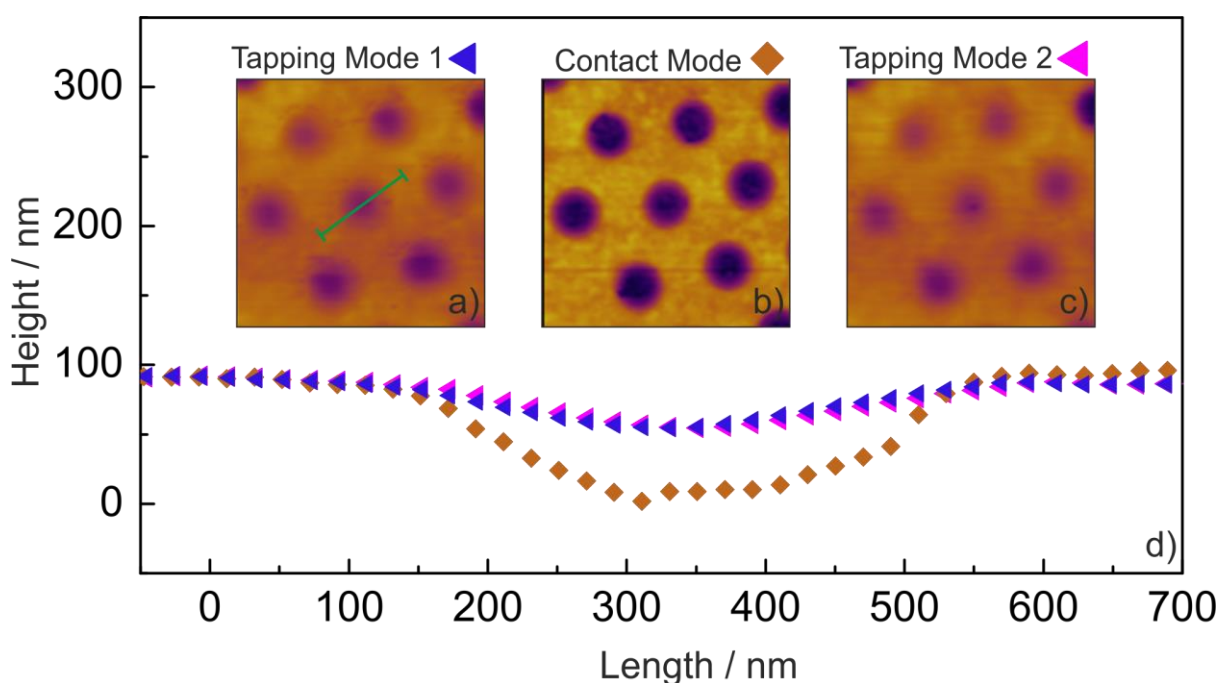 Tapping Mode 1
Contact Mode
Tapping Mode 2
a)
b)
c)
d)
Height / nm
300
200
100
0
0 100 200 300 400 500 600 700
Length / nm